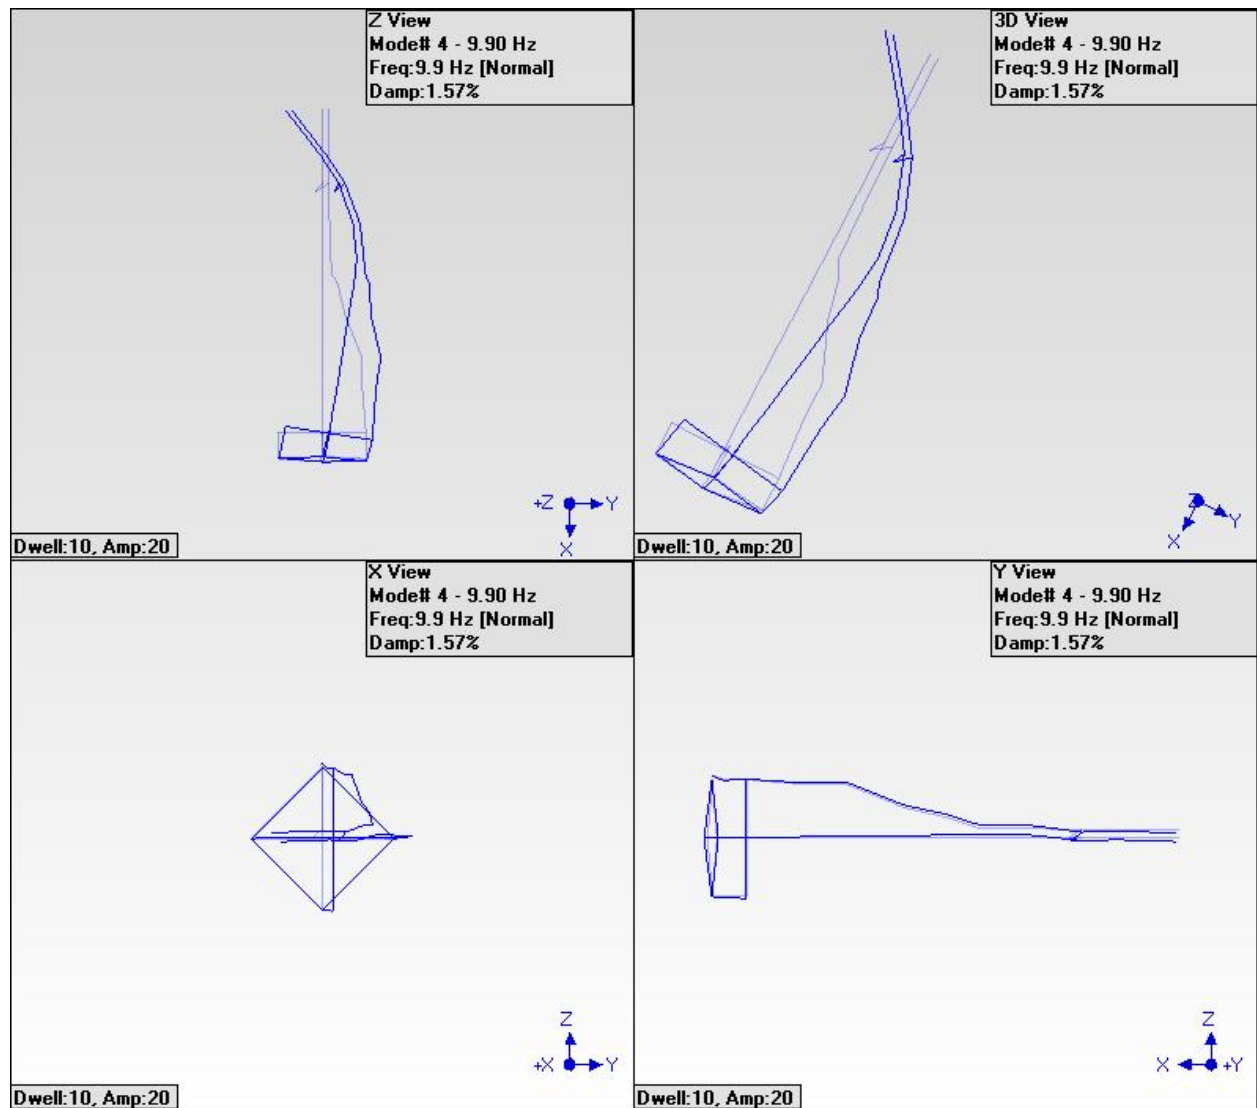 Z View
Mode# 4 - 9.90 Hz
Freq:9.9 Hz [Normal]
Damp:1.57%
+Z
Y
X
Dwell:10, Amp:20
3D View
Mode# 4 - 9.90 Hz
Freq:9.9 Hz [Normal]
Damp:1.57%
Z
Y
X
Dwell:10, Amp:20
X View
Mode# 4 - 9.90 Hz
Freq:9.9 Hz [Normal]
Damp:1.57%
Z
+X
Y
Dwell:10, Amp:20
Y View
Mode# 4 - 9.90 Hz
Freq:9.9 Hz [Normal]
Damp:1.57%
Z
X
+Y
Dwell:10, Amp:20